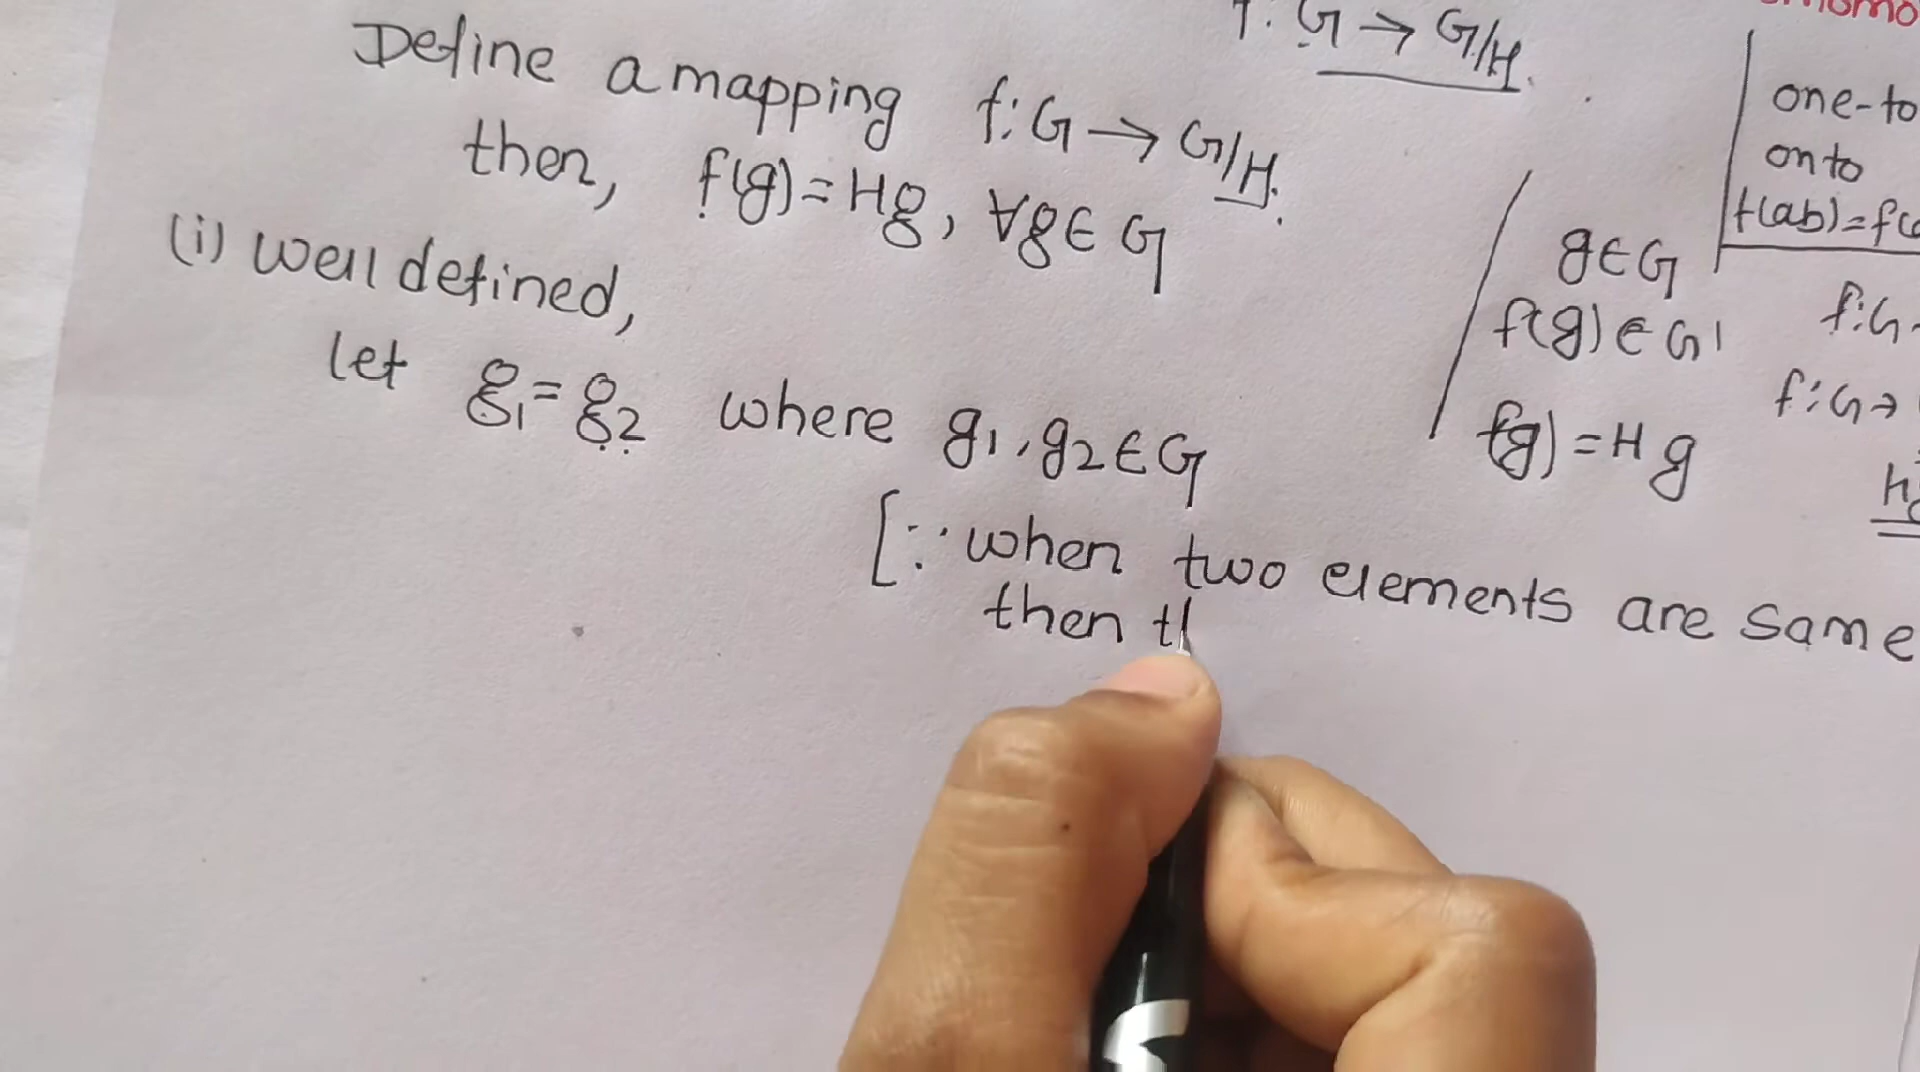 f: G → G/H.
Define a mapping f: G → G/H.
then, f(g) = Hg, ∀g ∈ G
(i) well defined,
let g₁ = g₂ where g₁, g₂ ∈ G
[∵ when two elements are same
then
one-to
onto
f(ab) = f(
g ∈ G
f(g) ∈ G'
f(g) = Hg
f: G
f: G →